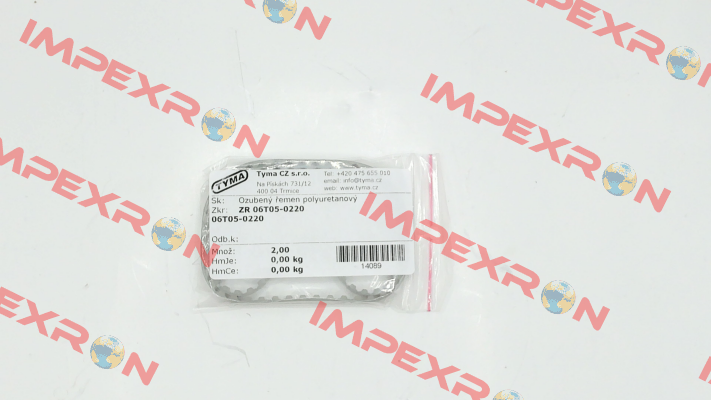 IMPEXRON
IMPEXRON
IMPEXRON
IMPEXRON
IMPEXRON
IMPEXRON
TYMA
Tyma CZ s.r.o.
Na Pískách 731/12
400 04 Trmice
Tel: +420 475 655 010
email: info@tyma.cz
web: www.tyma.cz
Sk: Ozubený řemen polyuretanový
Zkr: ZR 06T05-0220
06T05-0220
Odb.k:
Množ: 2,00
HmJe: 0,00 kg
HmCe: 0,00 kg
14089